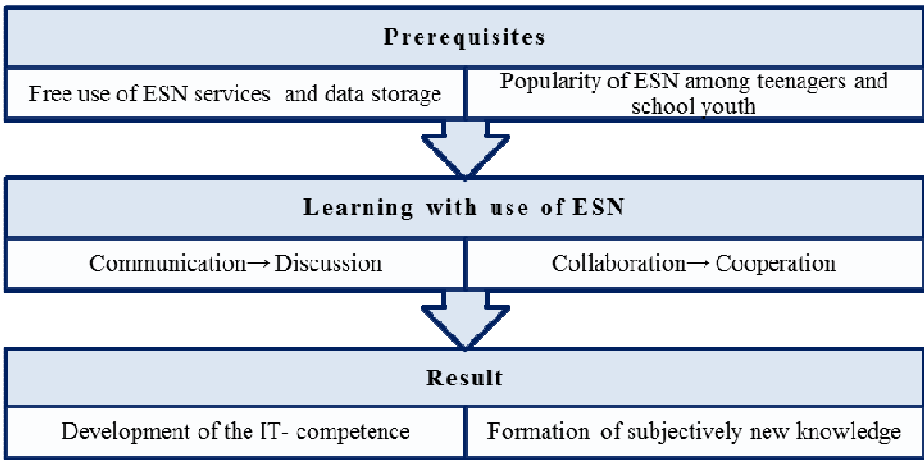 Prerequisites
Free use of ESN services and data storage
Popularity of ESN among teenagers and
school youth
Learning with use of ESN
Communication→ Discussion
Collaboration→ Cooperation
Result
Development of the IT- competence
Formation of subjectively new knowledge